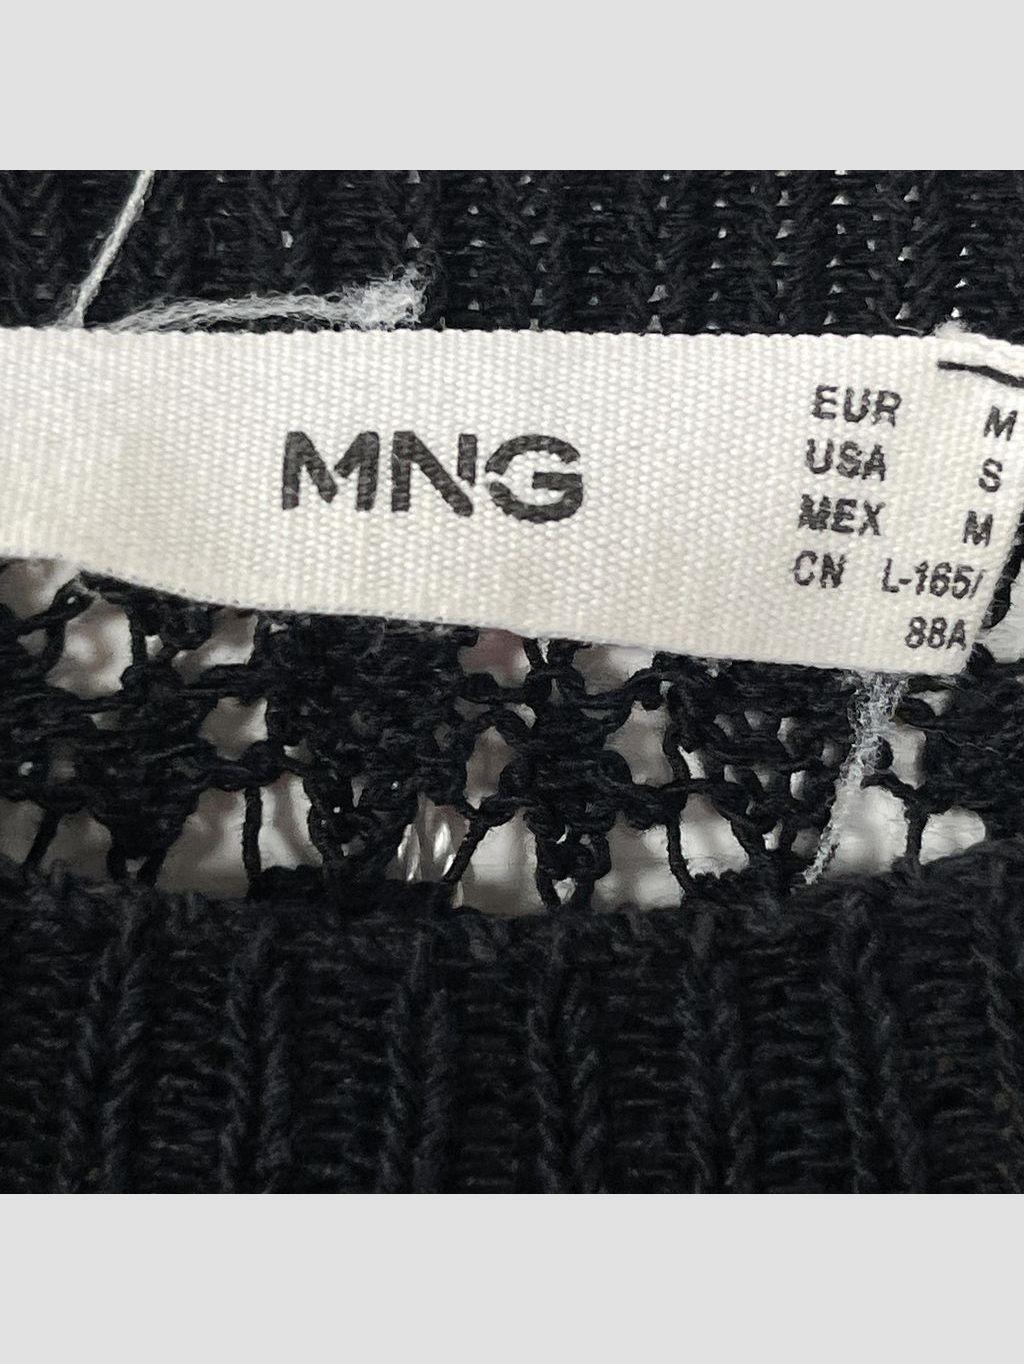 MNG
EUR M
USA S
MEX M
CN L-165/
88A